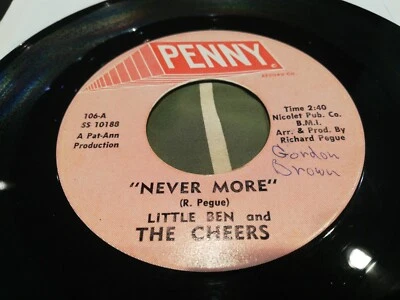 PENNY
106-A
SS 10188
A Pat-Ann
Production
Time 2:40
Nicolet Pub. Co.
B.M.I.
Arr. & Prod. By
Richard Pegue
Gordon
Brown
"NEVER MORE"
(R. Pegue)
LITTLE BEN and
THE CHEERS